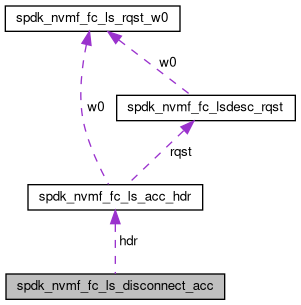 spdk_nvmf_fc_ls_rqst_w0
w0
w0
spdk_nvmf_fc_lsdesc_rqst
rqst
spdk_nvmf_fc_ls_acc_hdr
hdr
spdk_nvmf_fc_ls_disconnect_acc